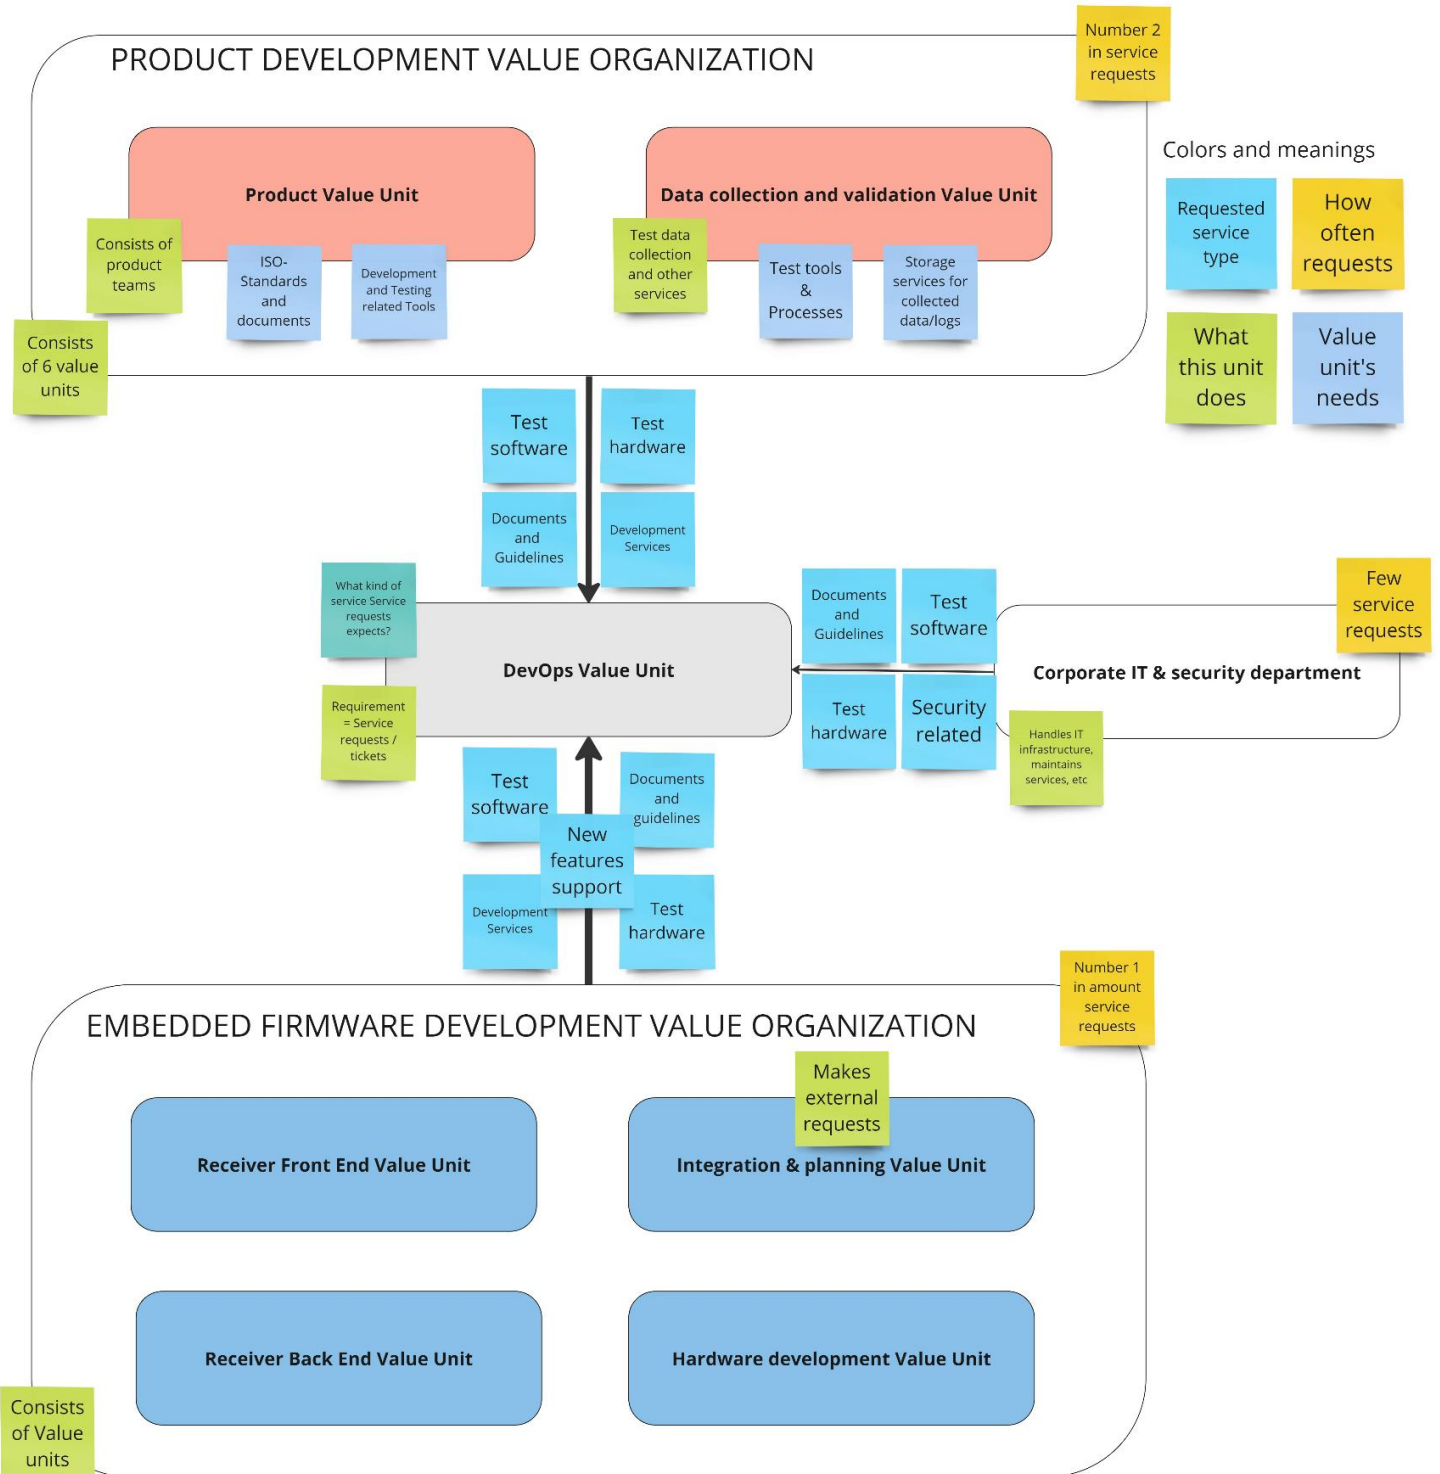 PRODUCT DEVELOPMENT VALUE ORGANIZATION
Number 2
in service
requests
Product Value Unit
Data collection and validation Value Unit
Consists of
product
teams
ISO-
Standards
and
documents
Development
and Testing
related Tools
Test data
collection
and other
services
Test tools
&
Processes
Storage
services for
collected
data/logs
Consists
of 6 value
units
Colors and meanings
Requested
service
type
How
often
requests
What
this unit
does
Value
unit's
needs
Test
software
Test
hardware
Documents
and
Guidelines
Development
Services
What kind of
service Service
requests
expects?
DevOps Value Unit
Requirement
= Service
requests /
tickets
Documents
and
Guidelines
Test
software
Test
hardware
Security
related
Few
service
requests
Corporate IT & security department
Handles IT
infrastructure,
maintains
services, etc
Test
software
Documents
and
guidelines
New
features
support
Development
Services
Test
hardware
Number 1
in amount
service
requests
EMBEDDED FIRMWARE DEVELOPMENT VALUE ORGANIZATION
Makes
external
requests
Receiver Front End Value Unit
Integration & planning Value Unit
Receiver Back End Value Unit
Hardware development Value Unit
Consists
of Value
units